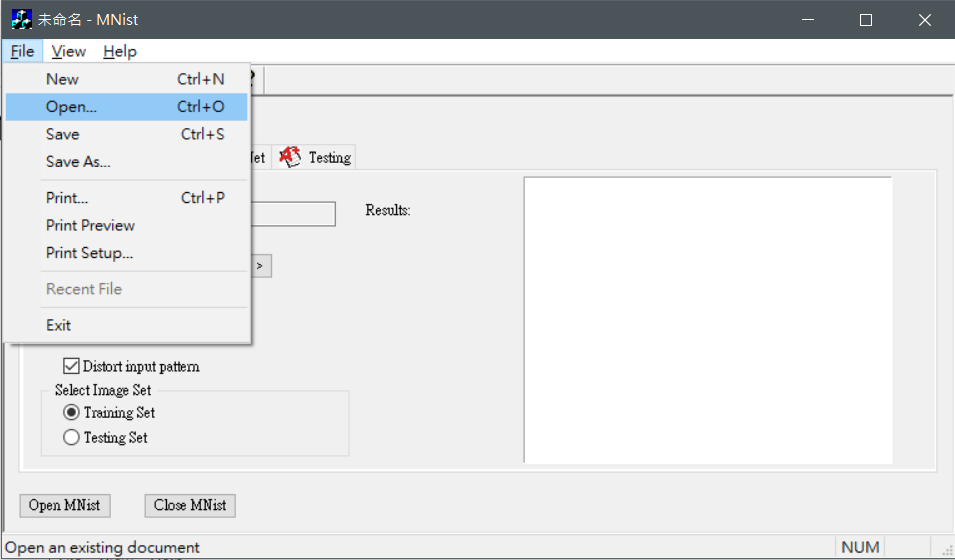 未命名 - MNist
File View Help
New Ctrl+N
Open... Ctrl+O
Save Ctrl+S
Save As...
Print... Ctrl+P
Print Preview
Print Setup...
Recent File
Exit
Testing
Results:
>
Distort input pattern
Select Image Set
Training Set
Testing Set
Open MNist Close MNist
Open an existing document NUM